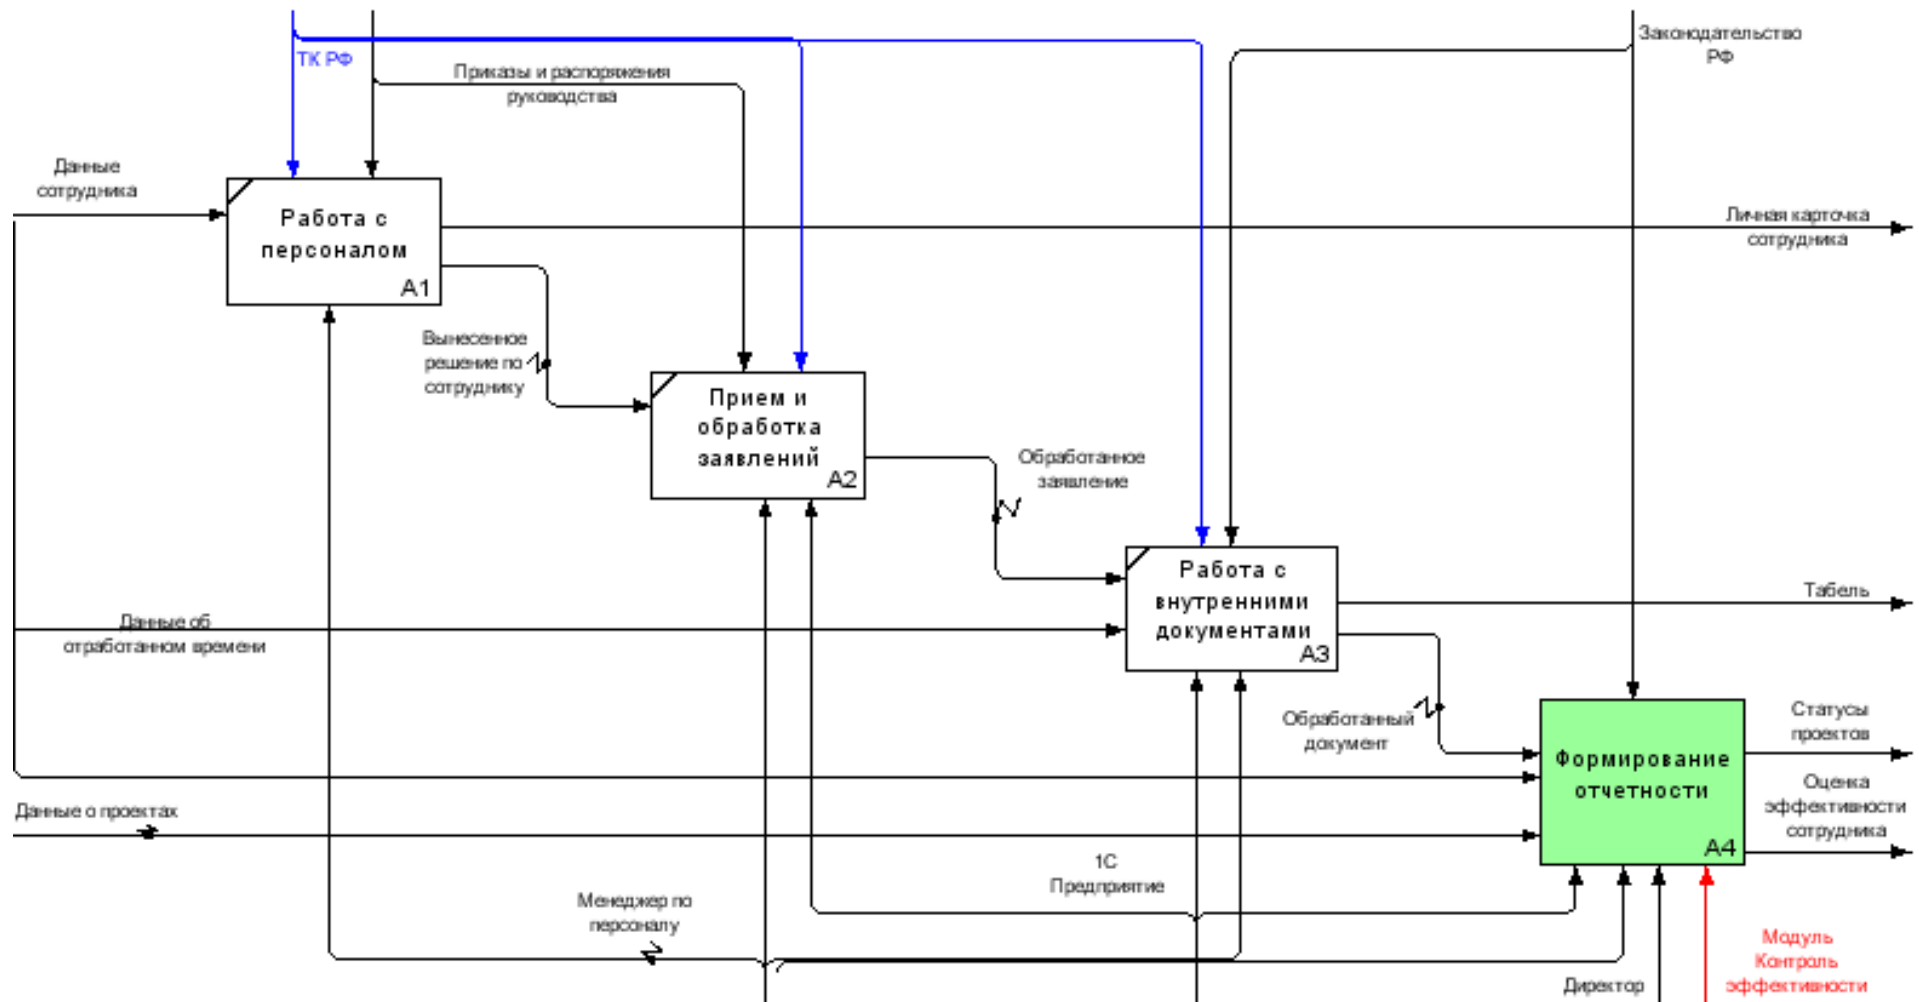 ТК РФ
Приказы и распоряжения
руководства
Законодательство
РФ
Данные
сотрудника
Работа с
персоналом
A1
Личная карточка
сотрудника
Вынесенное
решение по
сотруднику
Прием и
обработка
заявлений
A2
Обработанное
заявление
Работа с
внутренними
документами
A3
Табель
Данные об
отработанном времени
Обработанный
документ
Статусы
проектов
Формирование
отчетности
A4
Оценка
эффективности
сотрудника
Данные о проектах
1С
Предприятие
Менеджер по
персоналу
Директор
Модуль
Контроль
эффективности